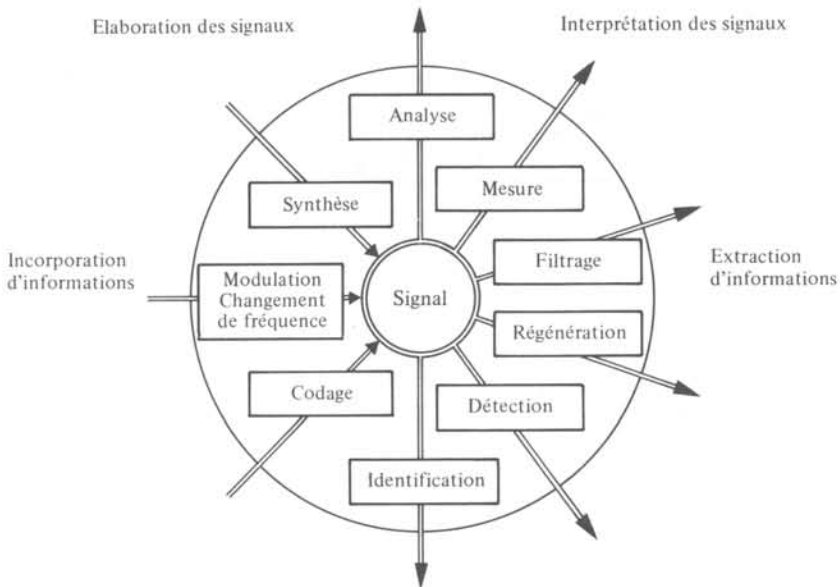 Elaboration des signaux
Interprétation des signaux
Analyse
Mesure
Synthèse
Filtrage
Incorporation
d'informations
Modulation
Changement
de fréquence
Signal
Extraction
d'informations
Régénération
Codage
Détection
Identification